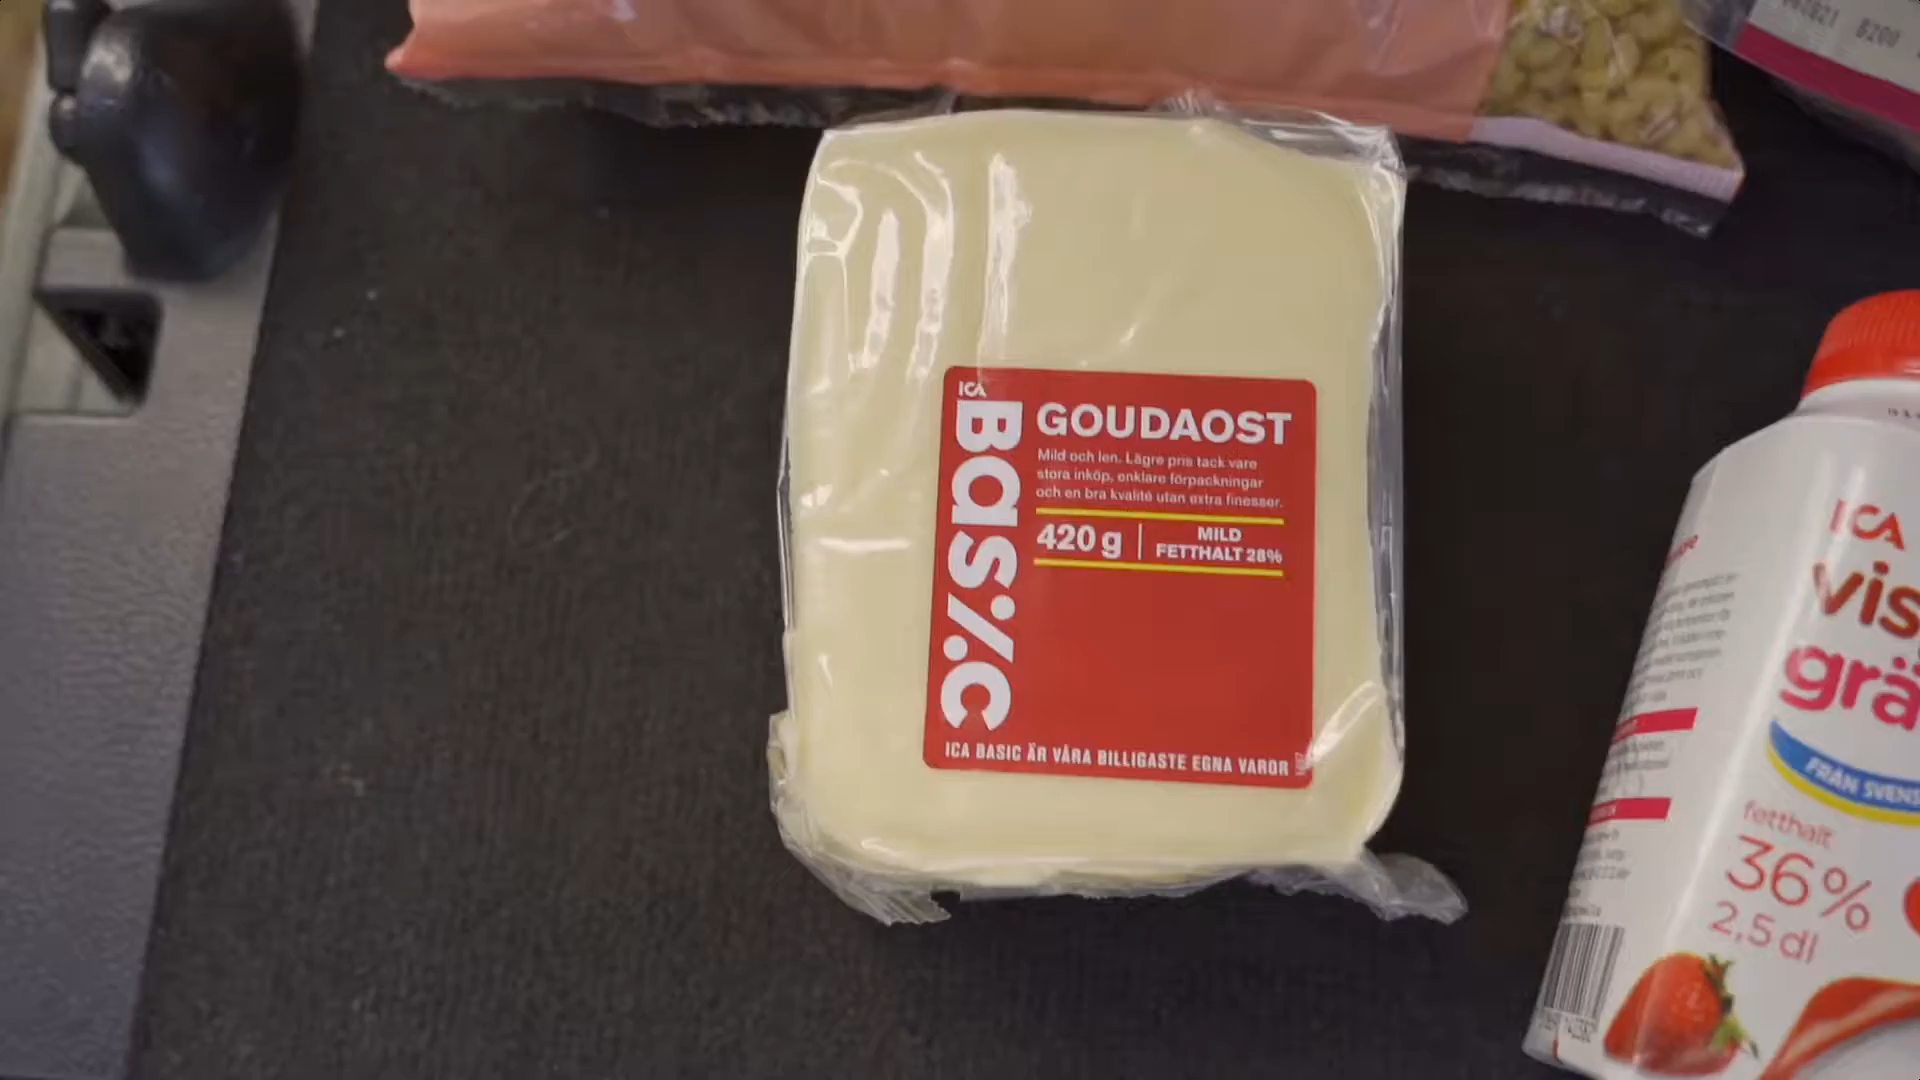 6200
ICA
Basic
GOUDAOST
Mild och len. Lägre pris tack vare
stora inköp, enklare förpackningar
och en bra kvalité utan extra finesser.
420 g
MILD
FETTHALT 28%
ICA BASIC ÄR VÅRA BILLIGASTE EGNA VAROR
ICA
vis
grä
FRÅN SVENS
fetthalt
36%
2,5 dl